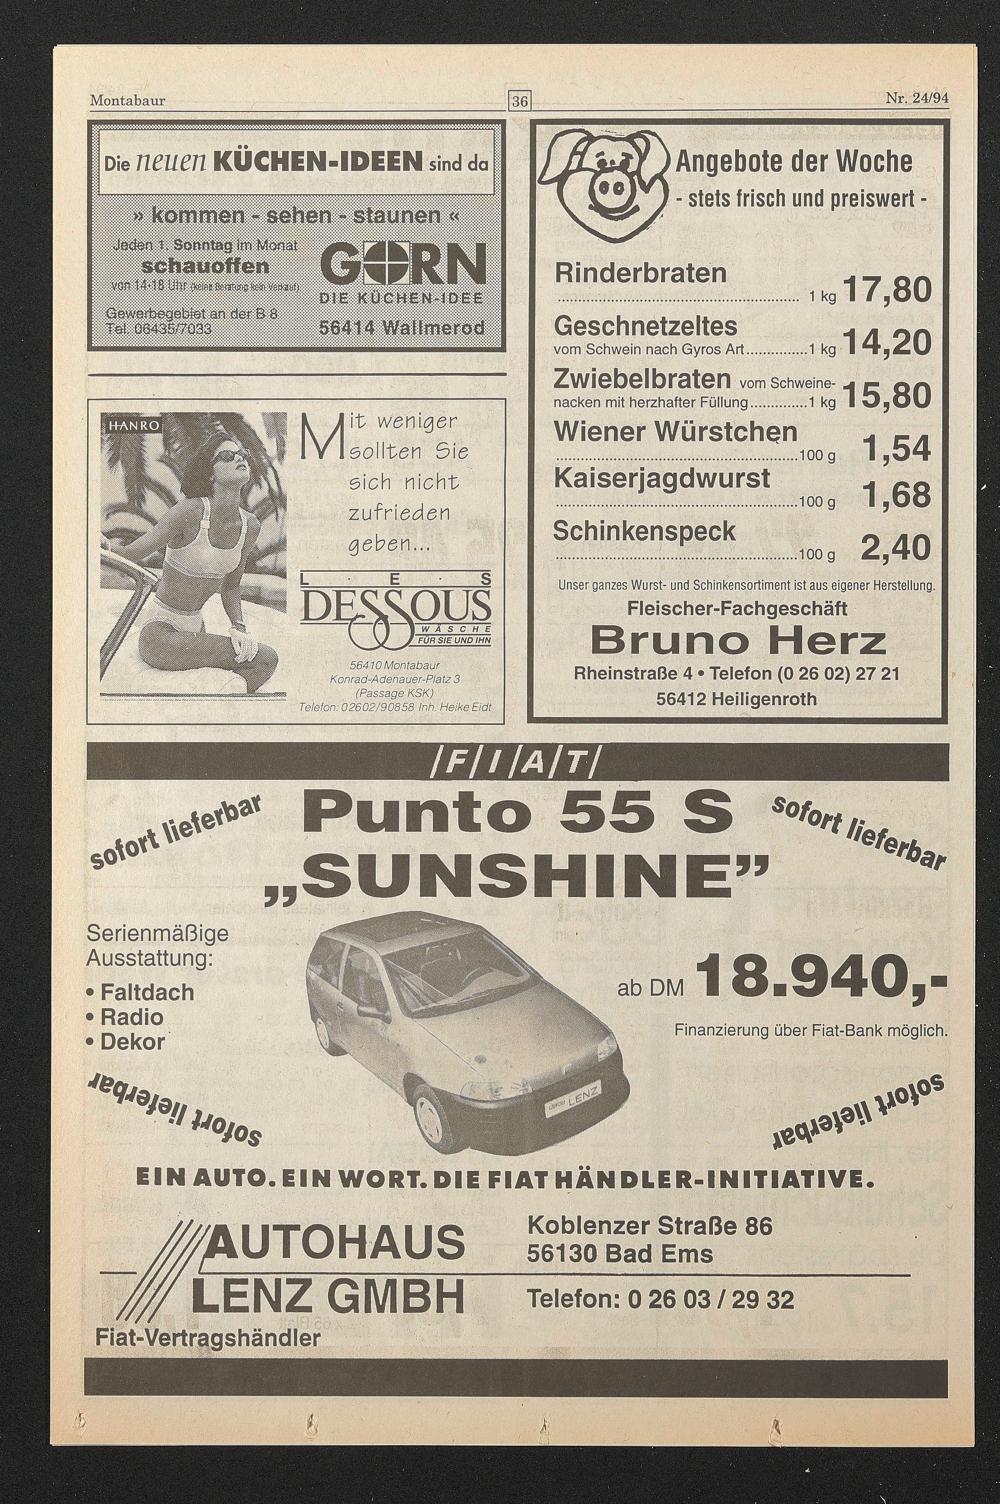 Montabaur
36
Nr. 24/94
Die neuen KÜCHEN-IDEEN sind da
» kommen - sehen - staunen «
Jeden 1. Sonntag im Monat
schauoffen
von 14-18 Uhr (keine Beratung kein Verkauf)
Gewerbegebiet an der B 8
Tel. 06435/7033
GORN
DIE KÜCHEN-IDEE
56414 Wallmerod
HANRO
Mit weniger
sollten Sie
sich nicht
zufrieden
geben...
L · E · S
DESSOUS
WÄSCHE
FÜR SIE UND IHN
56410 Montabaur
Konrad-Adenauer-Platz 3
(Passage KSK)
Telefon: 02602/90858 Inh. Heike Eidt
Angebote der Woche
- stets frisch und preiswert -
Rinderbraten
........................................................ 1 kg 17,80
Geschnetzeltes
vom Schwein nach Gyros Art..............1 kg 14,20
Zwiebelbraten vom Schweine-
nacken mit herzhafter Füllung.............1 kg 15,80
Wiener Würstchen
........................................................100 g 1,54
Kaiserjagdwurst
........................................................100 g 1,68
Schinkenspeck
........................................................100 g 2,40
Unser ganzes Wurst- und Schinkensortiment ist aus eigener Herstellung.
Fleischer-Fachgeschäft
Bruno Herz
Rheinstraße 4 • Telefon (0 26 02) 27 21
56412 Heiligenroth
/F/I/A/T/
sofort lieferbar
Punto 55 S
sofort lieferbar
„SUNSHINE”
Serienmäßige
Ausstattung:
• Faltdach
• Radio
• Dekor
ab DM 18.940,-
Finanzierung über Fiat-Bank möglich.
LENZ
sofort lieferbar
sofort lieferbar
EIN AUTO. EIN WORT. DIE FIAT HÄNDLER-INITIATIVE.
AUTOHAUS
LENZ GMBH
Fiat-Vertragshändler
Koblenzer Straße 86
56130 Bad Ems
Telefon: 0 26 03 / 29 32